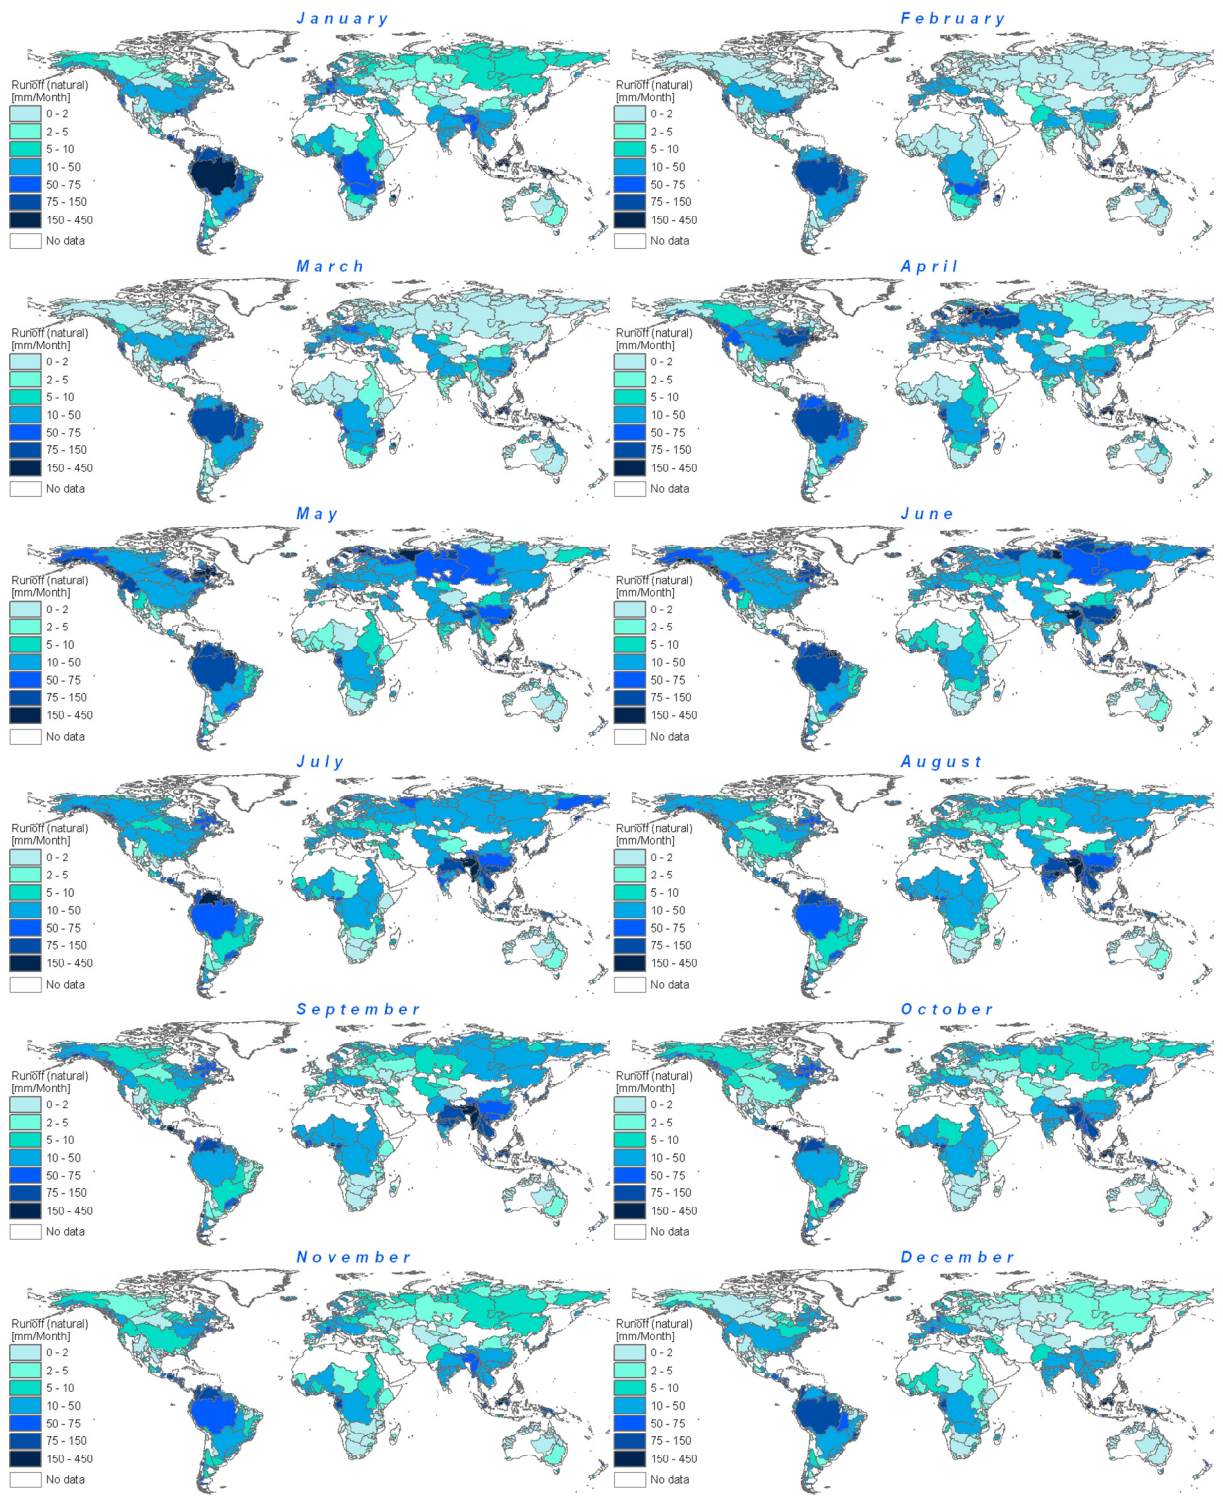 January
Runoff (natural)
[mm/Month]
0 - 2
2 - 5
5 - 10
10 - 50
50 - 75
75 - 150
150 - 450
No data
February
Runoff (natural)
[mm/Month]
0 - 2
2 - 5
5 - 10
10 - 50
50 - 75
75 - 150
150 - 450
No data
March
Runoff (natural)
[mm/Month]
0 - 2
2 - 5
5 - 10
10 - 50
50 - 75
75 - 150
150 - 450
No data
April
Runoff (natural)
[mm/Month]
0 - 2
2 - 5
5 - 10
10 - 50
50 - 75
75 - 150
150 - 450
No data
May
Runoff (natural)
[mm/Month]
0 - 2
2 - 5
5 - 10
10 - 50
50 - 75
75 - 150
150 - 450
No data
June
Runoff (natural)
[mm/Month]
0 - 2
2 - 5
5 - 10
10 - 50
50 - 75
75 - 150
150 - 450
No data
July
Runoff (natural)
[mm/Month]
0 - 2
2 - 5
5 - 10
10 - 50
50 - 75
75 - 150
150 - 450
No data
August
Runoff (natural)
[mm/Month]
0 - 2
2 - 5
5 - 10
10 - 50
50 - 75
75 - 150
150 - 450
No data
September
Runoff (natural)
[mm/Month]
0 - 2
2 - 5
5 - 10
10 - 50
50 - 75
75 - 150
150 - 450
No data
October
Runoff (natural)
[mm/Month]
0 - 2
2 - 5
5 - 10
10 - 50
50 - 75
75 - 150
150 - 450
No data
November
Runoff (natural)
[mm/Month]
0 - 2
2 - 5
5 - 10
10 - 50
50 - 75
75 - 150
150 - 450
No data
December
Runoff (natural)
[mm/Month]
0 - 2
2 - 5
5 - 10
10 - 50
50 - 75
75 - 150
150 - 450
No data